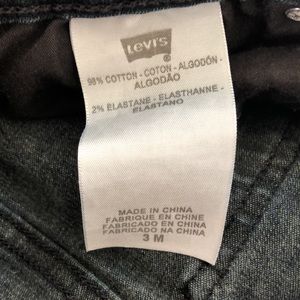 LEVI'S
®
98% COTTON - COTON - ALGODÓN -
ALGODÃO
2% ELASTANE - ELASTHANNE -
ELASTANO
MADE IN CHINA
FABRIQUE EN CHINE
FABRICADO EN CHINA
FABRICADO NA CHINA
3 M